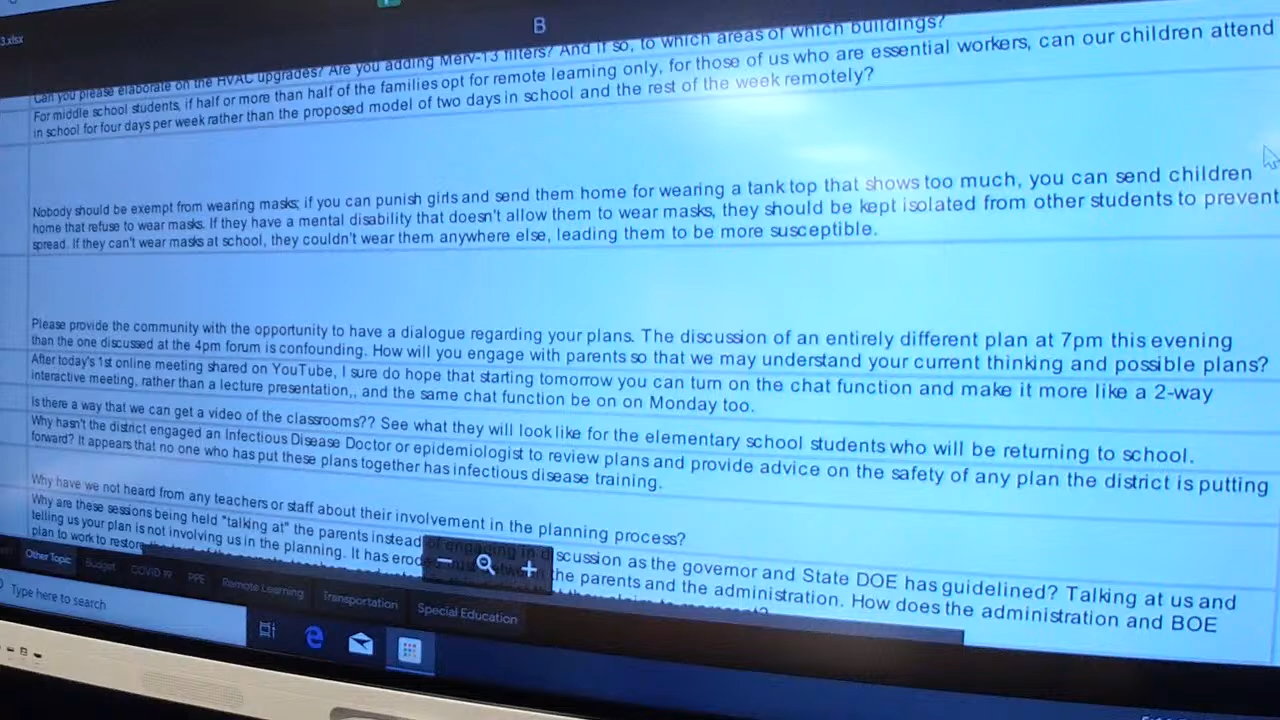 3.xlsx
B
Can you please elaborate on the HVAC upgrades? Are you adding Merv-13 filters? And if so, to which areas of which buildings?
For middle school students, if half or more than half of the families opt for remote learning only, for those of us who are essential workers, can our children attend
in school for four days per week rather than the proposed model of two days in school and the rest of the week remotely?
Nobody should be exempt from wearing masks; if you can punish girls and send them home for wearing a tank top that shows too much, you can send children
home that refuse to wear masks. If they have a mental disability that doesn't allow them to wear masks, they should be kept isolated from other students to prevent
spread. If they can't wear masks at school, they couldn't wear them anywhere else, leading them to be more susceptible.
Please provide the community with the opportunity to have a dialogue regarding your plans. The discussion of an entirely different plan at 7pm this evening
than the one discussed at the 4pm forum is confounding. How will you engage with parents so that we may understand your current thinking and possible plans?
After today's 1st online meeting shared on YouTube, I sure do hope that starting tomorrow you can turn on the chat function and make it more like a 2-way
interactive meeting, rather than a lecture presentation,, and the same chat function be on on Monday too.
Is there a way that we can get a video of the classrooms?? See what they will look like for the elementary school students who will be returning to school.
Why hasn't the district engaged an Infectious Disease Doctor or epidemiologist to review plans and provide advice on the safety of any plan the district is putting
forward? It appears that no one who has put these plans together has infectious disease training.
Why have we not heard from any teachers or staff about their involvement in the planning process?
Why are these sessions being held "talking at" the parents instead of engaging in discussion as the governor and State DOE has guidelined? Talking at us and
telling us your plan is not involving us in the planning. It has eroded trust between the parents and the administration. How does the administration and BOE
plan to work to restore
Other Topic Budget COVID 19 PPE Remote Learning Transportation Special Education
Type here to search